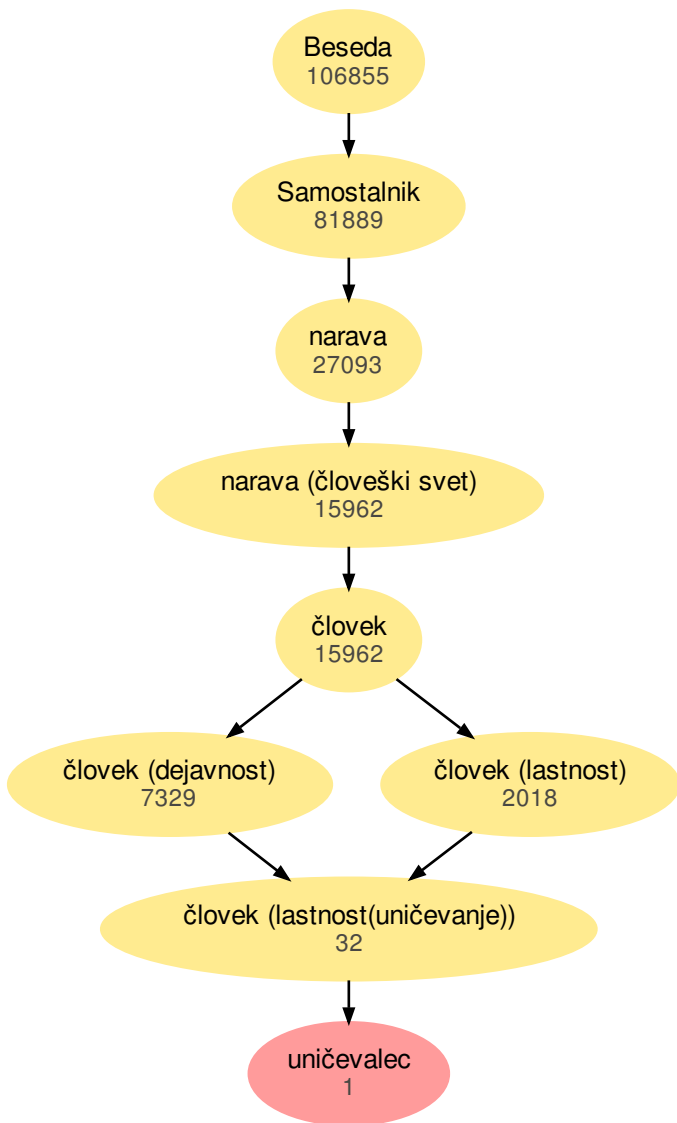 Beseda
106855
Samostalnik
81889
narava
27093
narava (človeški svet)
15962
človek
15962
človek (dejavnost)
7329
človek (lastnost)
2018
človek (lastnost(uničevanje))
32
uničevalec
1